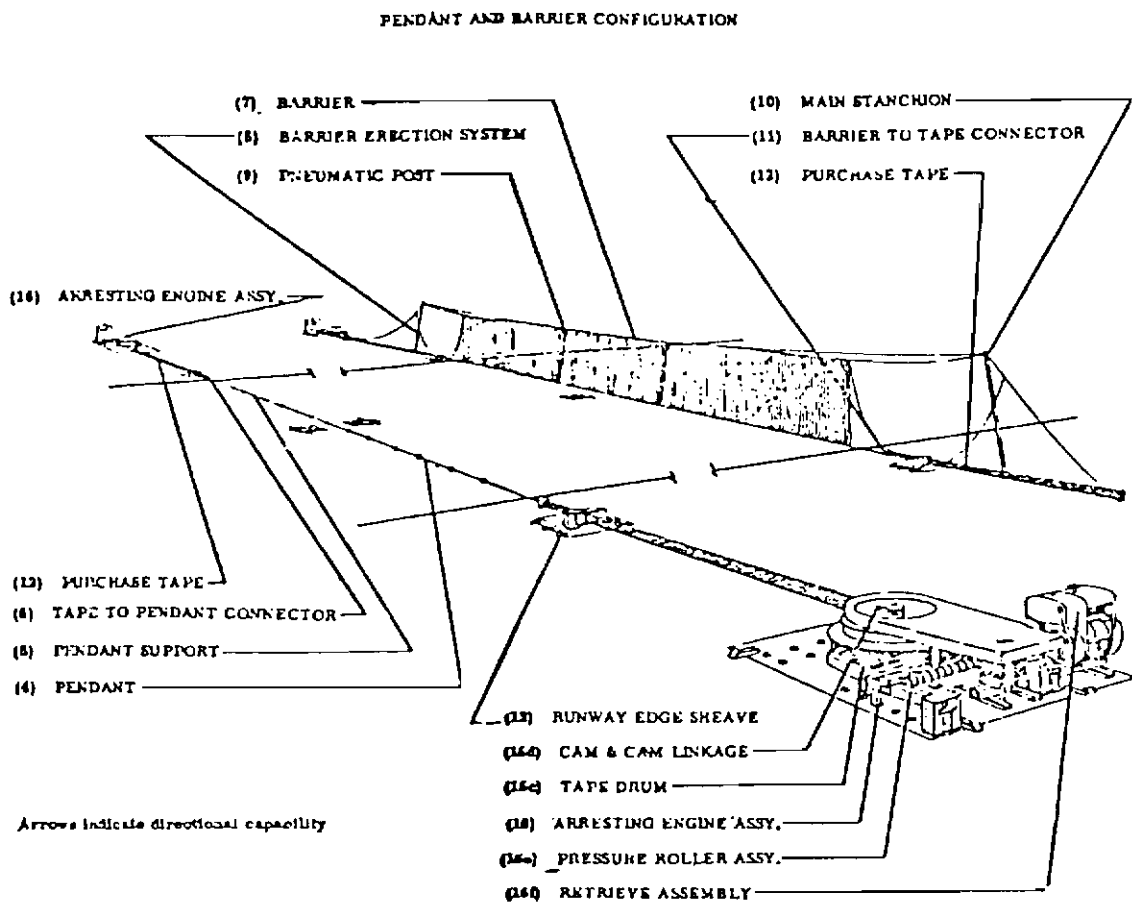 PENDANT AND BARRIER CONFIGURATION
(7) BARRIER
(8) BARRIER ERECTION SYSTEM
(9) PNEUMATIC POST
(10) MAIN STANCHION
(11) BARRIER TO TAPE CONNECTOR
(12) PURCHASE TAPE
(16) ARRESTING ENGINE ASSY.
(12) PURCHASE TAPE
(6) TAPE TO PENDANT CONNECTOR
(5) PENDANT SUPPORT
(4) PENDANT
RUNWAY EDGE SHEAVE
(16d) CAM & CAM LINKAGE
(16c) TAPE DRUM
ARRESTING ENGINE ASSY.
PRESSURE ROLLER ASSY.
(16f) RETRIEVE ASSEMBLY
Arrows indicate directional capability